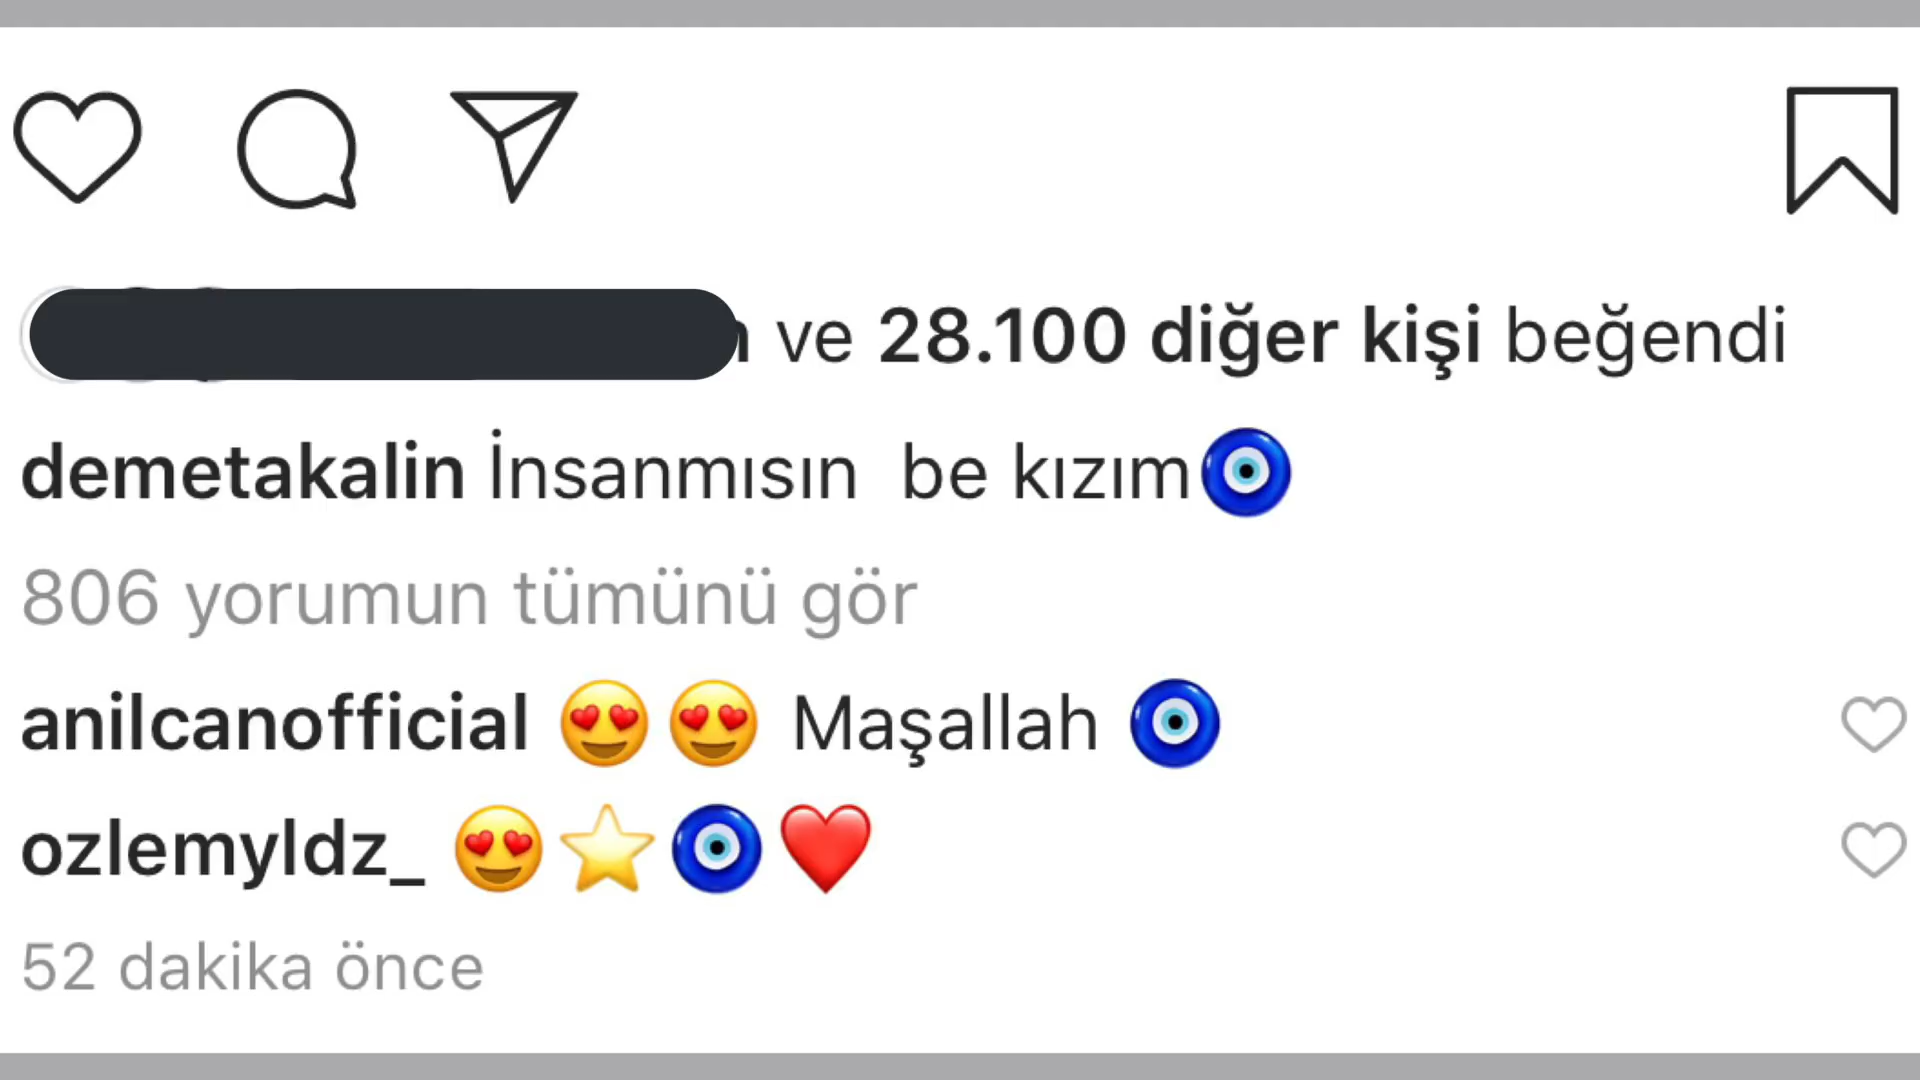 ve 28.100 diğer kişi beğendi
demetakalin İnsanmısın be kızım🧿
806 yorumun tümünü gör
anilcanofficial 😍😍 Maşallah 🧿
ozlemyldz_ 😍⭐🧿❤️
52 dakika önce